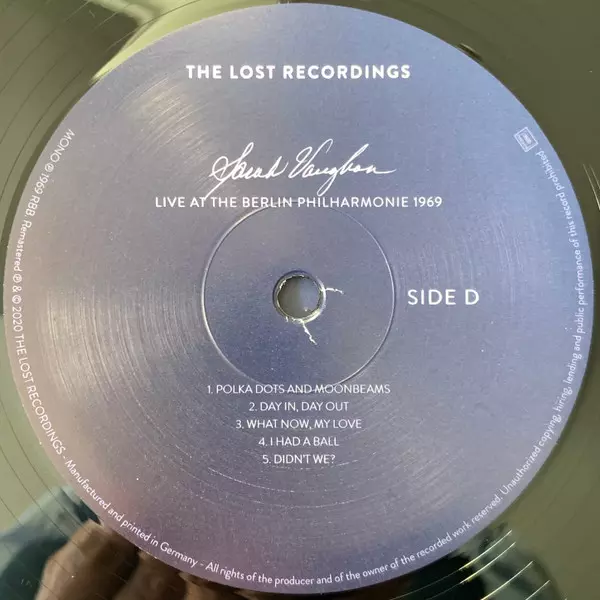 THE LOST RECORDINGS
Sarah Vaughan
LIVE AT THE BERLIN PHILHARMONIE 1969
SIDE D
1. POLKA DOTS AND MOONBEAMS
2. DAY IN, DAY OUT
3. WHAT NOW, MY LOVE
4. I HAD A BALL
5. DIDN'T WE?
MONO ℗ 1969 RBB. Remastered ℗ & © 2020 THE LOST RECORDINGS - Manufactured and printed in Germany - All rights of the producer and of the owner of the recorded work reserved. Unauthorized copying, hiring, lending and public performance of this record prohibited